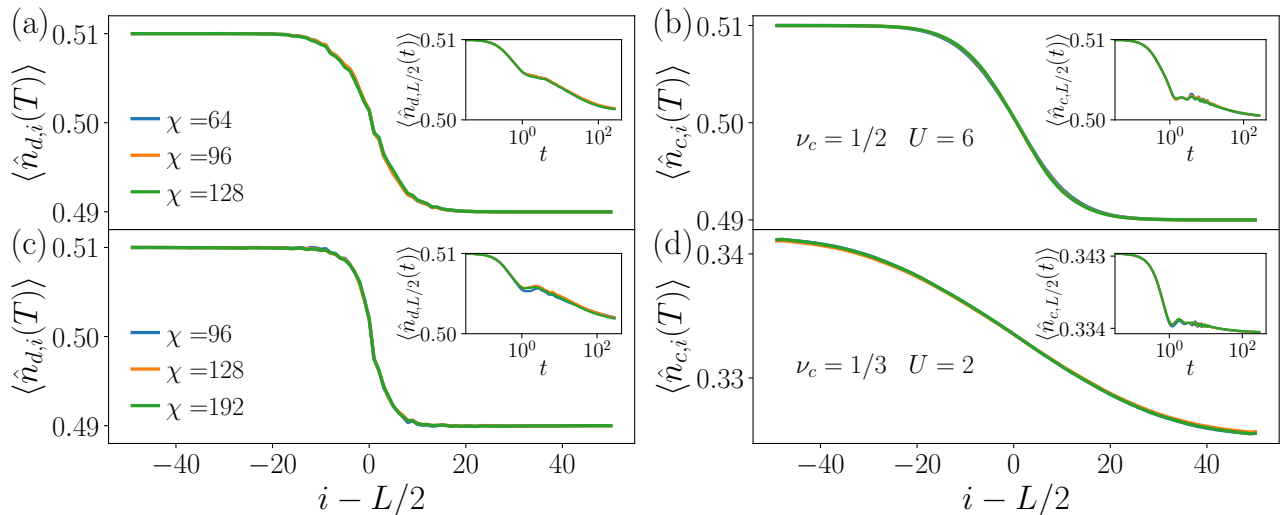 (a)
⟨n̂_{d,i}(T)⟩
0.51
0.50
0.49
χ =64
χ =96
χ =128
⟨n̂_{d,L/2}(t)⟩
0.51
0.50
10^0
10^2
t
(b)
⟨n̂_{c,i}(T)⟩
0.51
0.50
0.49
ν_c = 1/2 U = 6
⟨n̂_{c,L/2}(t)⟩
0.51
0.50
10^0
10^2
t
(c)
⟨n̂_{d,i}(T)⟩
0.51
0.50
0.49
χ =96
χ =128
χ =192
⟨n̂_{d,L/2}(t)⟩
0.51
0.50
10^0
10^2
t
−40
−20
0
20
40
i − L/2
(d)
⟨n̂_{c,i}(T)⟩
0.34
0.33
ν_c = 1/3 U = 2
⟨n̂_{c,L/2}(t)⟩
0.343
0.334
10^0
10^2
t
−40
−20
0
20
40
i − L/2